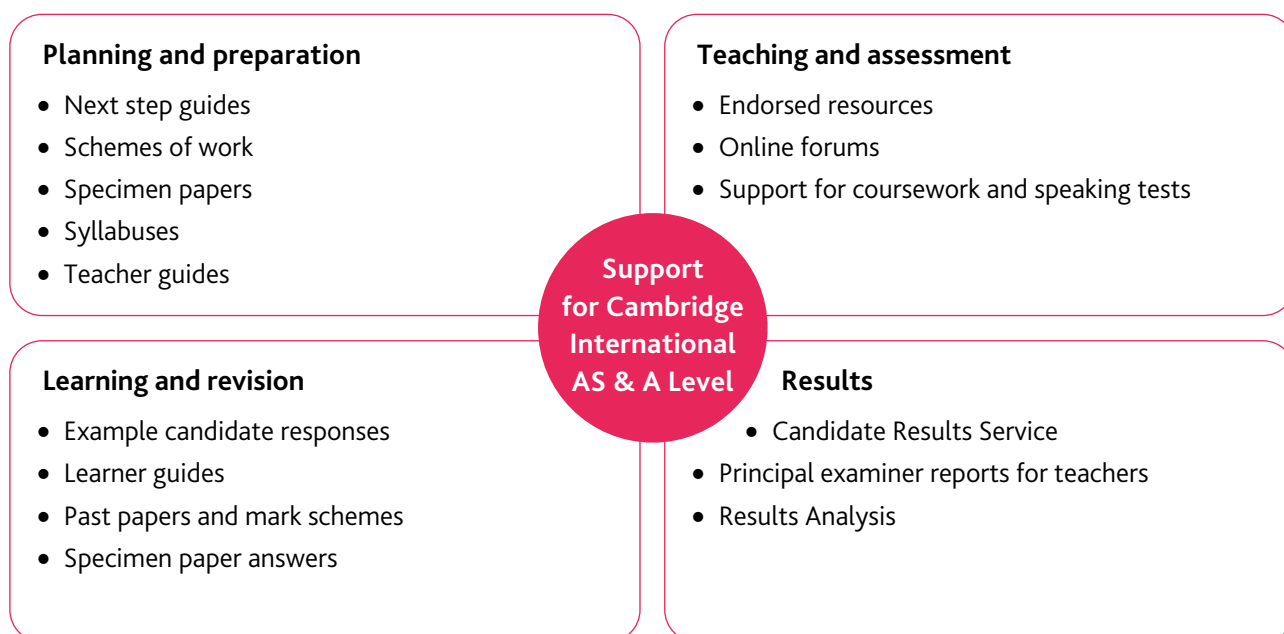 Planning and preparation
• Next step guides
• Schemes of work
• Specimen papers
• Syllabuses
• Teacher guides
Teaching and assessment
• Endorsed resources
• Online forums
• Support for coursework and speaking tests
Support
for Cambridge
International
AS & A Level
Learning and revision
• Example candidate responses
• Learner guides
• Past papers and mark schemes
• Specimen paper answers
Results
• Candidate Results Service
• Principal examiner reports for teachers
• Results Analysis